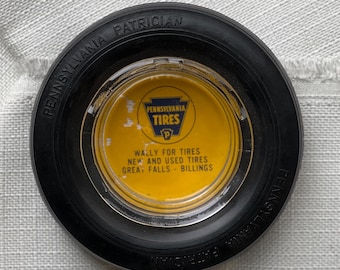 PENNSYLVANIA PATRICIAN
PENNSYLVANIA
TIRES
P
WALLY FOR TIRES
NEW AND USED TIRES
GREAT FALLS - BILLINGS
PENNSYLVANIA PATRICIAN